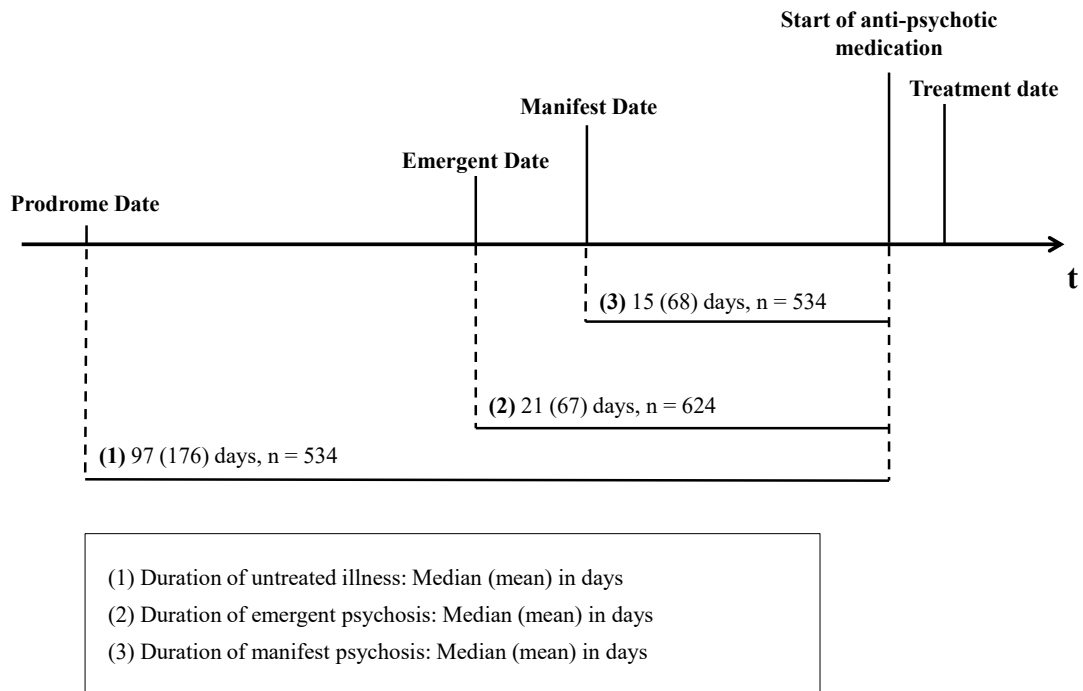 Start of anti-psychotic
medication
Treatment date
Manifest Date
Emergent Date
Prodrome Date
t
(3) 15 (68) days, n = 534
(2) 21 (67) days, n = 624
(1) 97 (176) days, n = 534
(1) Duration of untreated illness: Median (mean) in days
(2) Duration of emergent psychosis: Median (mean) in days
(3) Duration of manifest psychosis: Median (mean) in days